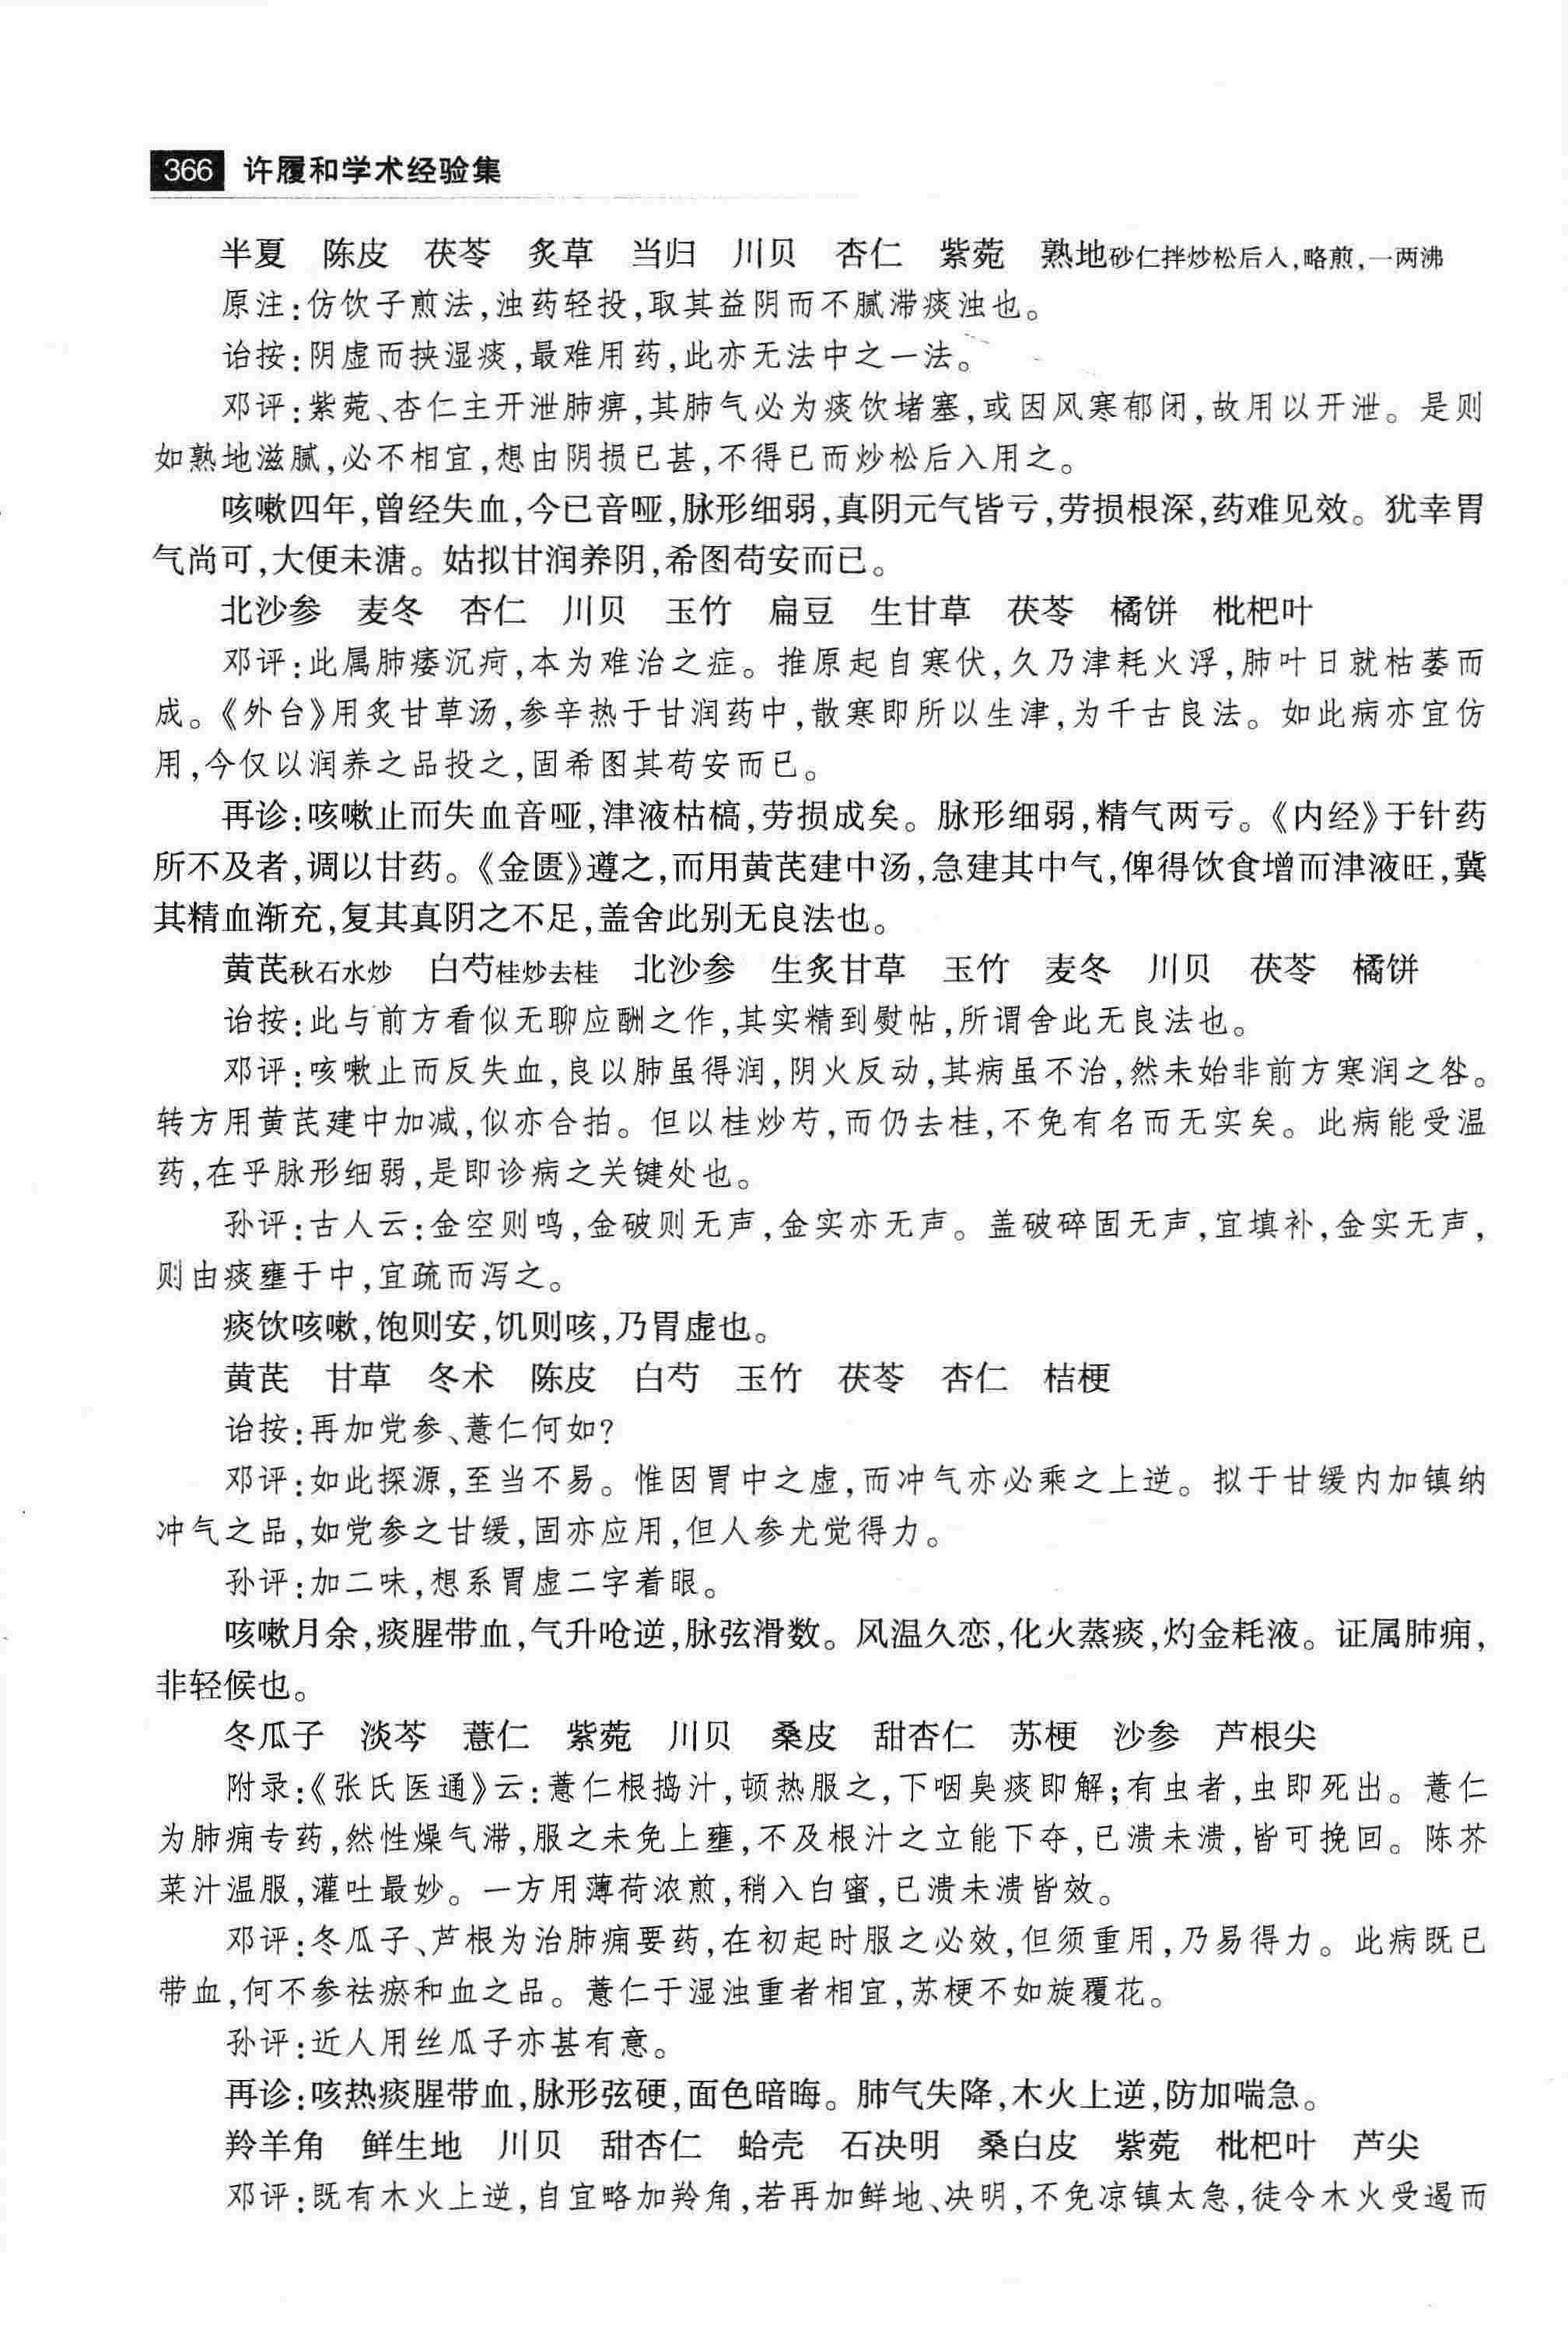 366 许履和学术经验集
半夏 陈皮 茯苓 炙草 当归 川贝 杏仁 紫菀 熟地砂仁拌炒松后入,略煎,一两沸
原注:仿饮子煎法,浊药轻投,取其益阴而不腻滞痰浊也。
诒按:阴虚而挟湿痰,最难用药,此亦无法中之一法。
邓评:紫菀、杏仁主开泄肺痹,其肺气必为痰饮堵塞,或因风寒郁闭,故用以开泄。是则
如熟地滋腻,必不相宜,想由阴损已甚,不得已而炒松后入用之。
咳嗽四年,曾经失血,今已音哑,脉形细弱,真阴元气皆亏,劳损根深,药难见效。犹幸胃
气尚可,大便未溏。姑拟甘润养阴,希图苟安而已。
北沙参 麦冬 杏仁 川贝 玉竹 扁豆 生甘草 茯苓 橘饼 枇杷叶
邓评:此属肺痿沉疴,本为难治之症。推原起自寒伏,久乃津耗火浮,肺叶日就枯萎而
成。《外台》用炙甘草汤,参辛热于甘润药中,散寒即所以生津,为千古良法。如此病亦宜仿
用,今仅以润养之品投之,固希图其苟安而已。
再诊:咳嗽止而失血音哑,津液枯槁,劳损成矣。脉形细弱,精气两亏。《内经》于针药
所不及者,调以甘药。《金匮》遵之,而用黄芪建中汤,急建其中气,俾得饮食增而津液旺,冀
其精血渐充,复其真阴之不足,盖舍此别无良法也。
黄芪秋石水炒 白芍桂炒去桂 北沙参 生炙甘草 玉竹 麦冬 川贝 茯苓 橘饼
诒按:此与前方看似无聊应酬之作,其实精到熨帖,所谓舍此无良法也。
邓评:咳嗽止而反失血,良以肺虽得润,阴火反动,其病虽不治,然未始非前方寒润之咎。
转方用黄芪建中加减,似亦合拍。但以桂炒芍,而仍去桂,不免有名而无实矣。此病能受温
药,在乎脉形细弱,是即诊病之关键处也。
孙评:古人云:金空则鸣,金破则无声,金实亦无声。盖破碎固无声,宜填补,金实无声,
则由痰壅于中,宜疏而泻之。
痰饮咳嗽,饱则安,饥则咳,乃胃虚也。
黄芪 甘草 冬术 陈皮 白芍 玉竹 茯苓 杏仁 桔梗
诒按:再加党参、薏仁何如?
邓评:如此探源,至当不易。惟因胃中之虚,而冲气亦必乘之上逆。拟于甘缓内加镇纳
冲气之品,如党参之甘缓,固亦应用,但人参尤觉得力。
孙评:加二味,想系胃虚二字着眼。
咳嗽月余,痰腥带血,气升呛逆,脉弦滑数。风温久恋,化火蒸痰,灼金耗液。证属肺痈,
非轻候也。
冬瓜子 淡芩 薏仁 紫菀 川贝 桑皮 甜杏仁 苏梗 沙参 芦根尖
附录:《张氏医通》云:薏仁根捣汁,顿热服之,下咽臭痰即解;有虫者,虫即死出。薏仁
为肺痈专药,然性燥气滞,服之未免上壅,不及根汁之立能下夺,已溃未溃,皆可挽回。陈芥
菜汁温服,灌吐最妙。一方用薄荷浓煎,稍入白蜜,已溃未溃皆效。
邓评:冬瓜子、芦根为治肺痈要药,在初起时服之必效,但须重用,乃易得力。此病既已
带血,何不参祛瘀和血之品。薏仁于湿浊重者相宜,苏梗不如旋覆花。
孙评:近人用丝瓜子亦甚有意。
再诊:咳热痰腥带血,脉形弦硬,面色暗晦。肺气失降,木火上逆,防加喘急。
羚羊角 鲜生地 川贝 甜杏仁 蛤壳 石决明 桑白皮 紫菀 枇杷叶 芦尖
邓评:既有木火上逆,自宜略加羚角,若再加鲜地、决明,不免凉镇太急,徒令木火受遏而